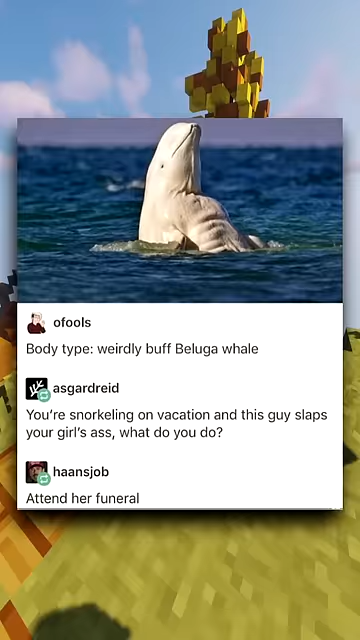 ofools
Body type: weirdly buff Beluga whale
asgardreid
You're snorkeling on vacation and this guy slaps
your girl's ass, what do you do?
haansjob
Attend her funeral